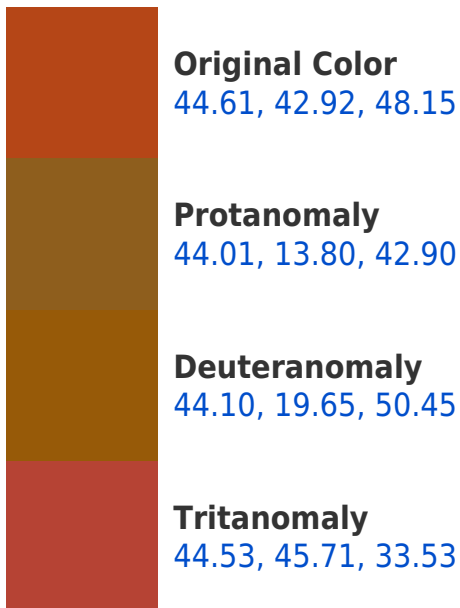 Original Color
44.61, 42.92, 48.15
Protanomaly
44.01, 13.80, 42.90
Deuteranomaly
44.10, 19.65, 50.45
Tritanomaly
44.53, 45.71, 33.53